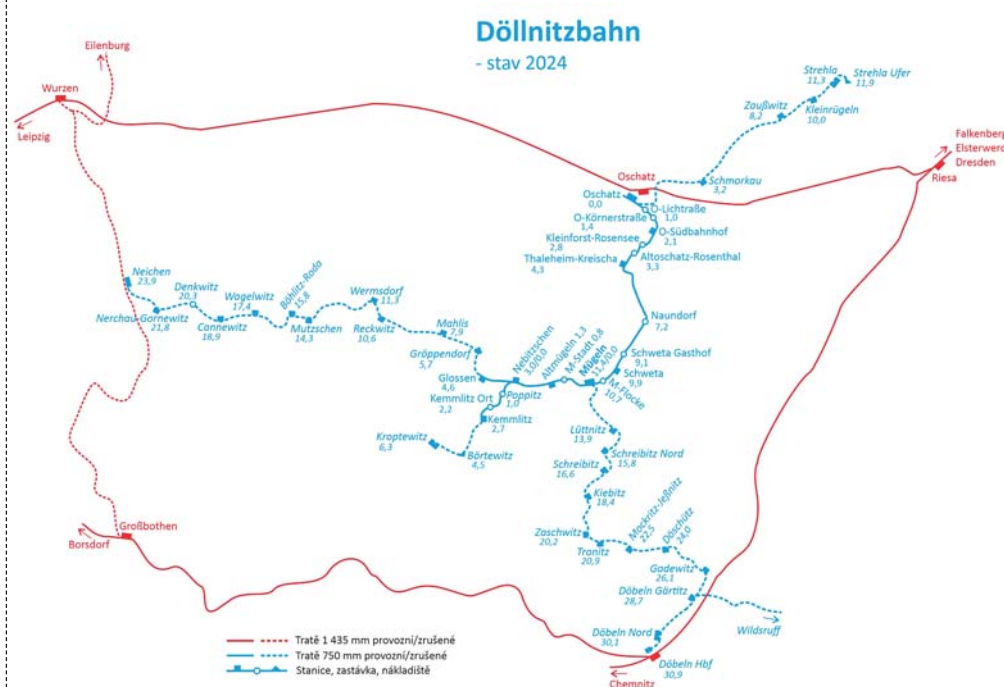 Döllnitzbahn
- stav 2024
Eilenburg
Wurzen
Leipzig
Strehla
11,3
Strehla Ufer
11,9
Kleinrügeln
10,0
Zaußwitz
8,2
Falkenberg
Elsterwerd
Dresden
Riesa
Schmorkau
3,2
Oschatz
Oschatz
0,0
O-Lichtraße
1,0
O-Körnerstraße
1,4
O-Südbahnhof
2,1
Kleinforst-Rosensee
2,8
Altoschatz-Rosenthal
3,3
Thaleheim-Kreischa
4,3
Naundorf
7,2
Schweta Gasthof
9,1
Schweta
9,9
M-Flocke
10,7
Mügeln
11,4/0,0
M-Stadt 0,8
Altmügeln 1,3
Nebitzschen
3,0/0,0
Neichen
23,9
Nerchau-Gornewitz
21,8
Denkwitz
20,3
Cannewitz
18,9
Wagelwitz
17,4
Böhlitz-Roda
15,8
Mutzschen
14,3
Wermsdorf
11,3
Reckwitz
10,6
Mahlis
7,9
Gröppendorf
5,7
Glossen
4,6
Poppitz
1,0
Kemmlitz Ort
2,2
Kemmlitz
2,7
Kroptewitz
6,3
Börtewitz
4,5
Lüttnitz
13,9
Schreibitz Nord
15,8
Schreibitz
16,6
Kiebitz
18,4
Zaschwitz
20,2
Tronitz
20,9
Mockritz-Jeßnitz
22,5
Döschütz
24,0
Gadewitz
26,1
Döbeln Gärtitz
28,7
Wildsruff
Döbeln Nord
30,1
Döbeln Hbf
30,9
Chemnitz
Großbothen
Borsdorf
Tratě 1 435 mm provozní/zrušené
Tratě 750 mm provozní/zrušené
Stanice, zastávka, nákladiště